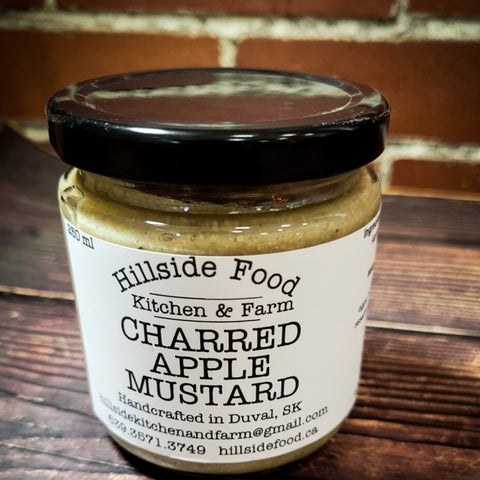 250 ml
Hillside Food
Kitchen & Farm
CHARRED
APPLE
MUSTARD
Handcrafted in Duval, SK
hillsidekitchenandfarm@gmail.com
639.3571.3749 hillsidefood.ca